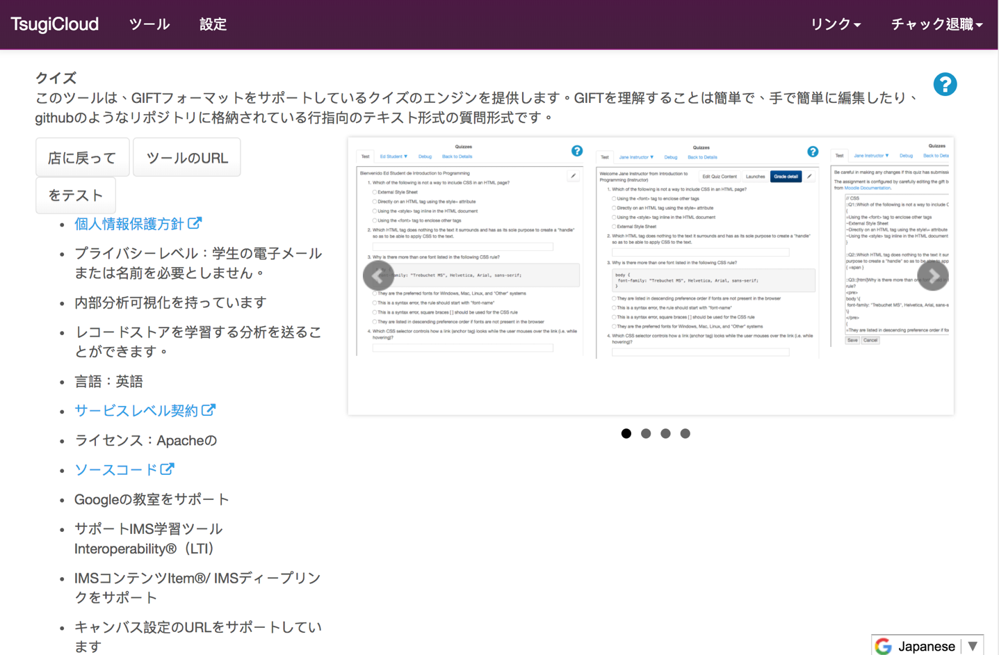 TsugiCloud ツール 設定 リンク チャック退職
クイズ
このツールは、GIFTフォーマットをサポートしているクイズのエンジンを提供します。GIFTを理解することは簡単で、手で簡単に編集したり、
githubのようなリポジトリに格納されている行指向のテキスト形式の質問形式です。
店に戻って ツールのURL
をテスト
個人情報保護方針
プライバシーレベル：学生の電子メール
または名前を必要としません。
内部分析可視化を持っています
レコードストアを学習する分析を送るこ
とができます。
言語：英語
サービスレベル契約
ライセンス：Apacheの
ソースコード
Googleの教室をサポート
サポートIMS学習ツール
Interoperability®（LTI）
IMSコンテンツItem®/ IMSディープリン
クをサポート
キャンバス設定のURLをサポートしてい
ます
Quizzes
Test Ed Student Debug Back to Details
Bienvenido Ed Student de Introduction to Programming
1. Which of the following is not a way to include CSS in an HTML page?
External Style Sheet
Directly on an HTML tag using the style= attribute
Using the <style> tag inline in the HTML document
Using the <font> tag to enclose other tags
2. Which HTML tag does nothing to the text it surrounds and has as its sole purpose to create a "handle"
so as to be able to apply CSS to the text.
3. Why is there more than one font listed in the following CSS rule?
font-family: "Trebuchet MS", Helvetica, Arial, sans-serif;
They are the preferred fonts for Windows, Mac, Linux, and "Other" systems
This is a syntax error, the rule should start with "font-name"
This is a syntax error, square braces [ ] should be used for the CSS rule
They are listed in descending preference order if fonts are not present in the browser
4. Which CSS selector controls how a link (anchor tag) looks while the user mouses over the link (i.e. while
hovering)?
Quizzes
Test Jane Instructor Debug Back to Details
Welcome Jane Instructor from Introduction to
Programming (Instructor)
Edit Quiz Content Launches Grade detail
1. Which of the following is not a way to include CSS in an HTML page?
Using the <font> tag to enclose other tags
Directly on an HTML tag using the style= attribute
Using the <style> tag inline in the HTML document
External Style Sheet
2. Which HTML tag does nothing to the text it surrounds and has as its sole purpose to create a "handle"
so as to be able to apply CSS to the text.
3. Why is there more than one font listed in the following CSS rule?
body {
font-family: "Trebuchet MS", Helvetica, Arial, sans-serif;
}
They are listed in descending preference order if fonts are not present in the browser
This is a syntax error, the rule should start with "font-name"
This is a syntax error, square braces [ ] should be used for the CSS rule
They are the preferred fonts for Windows, Mac, Linux, and "Other" systems
4. Which CSS selector controls how a link (anchor tag) looks while the user mouses over the link (i.e. while
hovering)?
Quizzes
Test Jane Instructor Debug Back to Deta
Be careful in making any changes if this quiz has submissi
The assignment is configured by carefully editing the gift b
from Moodle Documentation.
// CSS
::Q1::Which of the following is not a way to include C
{
=Using the <font> tag to enclose other tags
~External Style Sheet
~Directly on an HTML tag using the style\= attribute
~Using the <style> tag inline in the HTML document
}
::Q2::Which HTML tag does nothing to the text it sur
purpose to create a "handle" so as to be able to app
{ =span }
::Q3::[html]Why is there more than one
rule?
<pre>
body \{
font-family: "Trebuchet MS", Helvetica, Arial, sans-s
\}
</pre>
{
=They are listed in descending preference order if fo
Save Cancel
Japanese